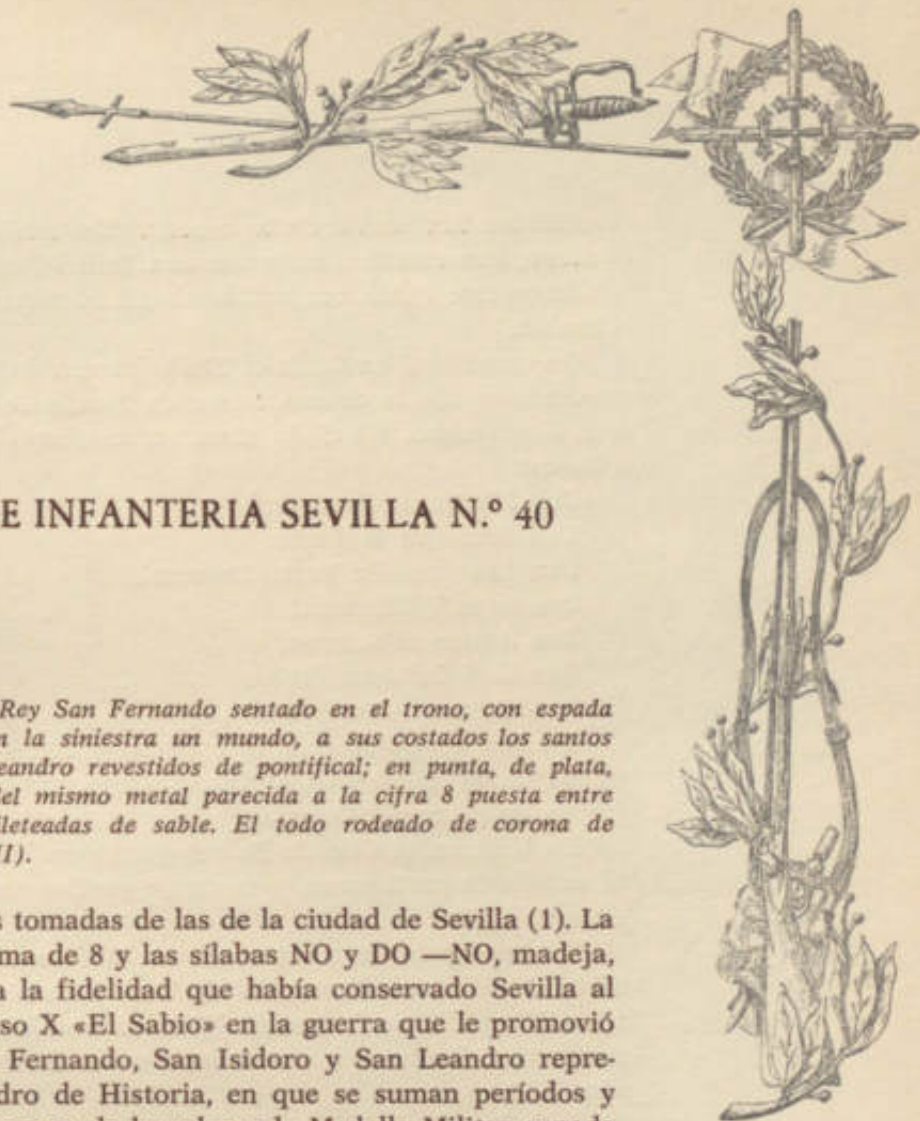 E INFANTERIA SEVILLA N.º 40
Rey San Fernando sentado en el trono, con espada
la siniestra un mundo, a sus costados los santos
eandro revestidos de pontifical; en punta, de plata,
del mismo metal parecida a la cifra 8 puesta entre
leteadas de sable. El todo rodeado de corona de
tomadas de las de la ciudad de Sevilla (1). La
ma de 8 y las sílabas NO y DO —NO, madeja,
a la fidelidad que había conservado Sevilla al
so X «El Sabio» en la guerra que le promovió
Fernando, San Isidoro y San Leandro repre-
dro de Historia, en que se suman períodos y